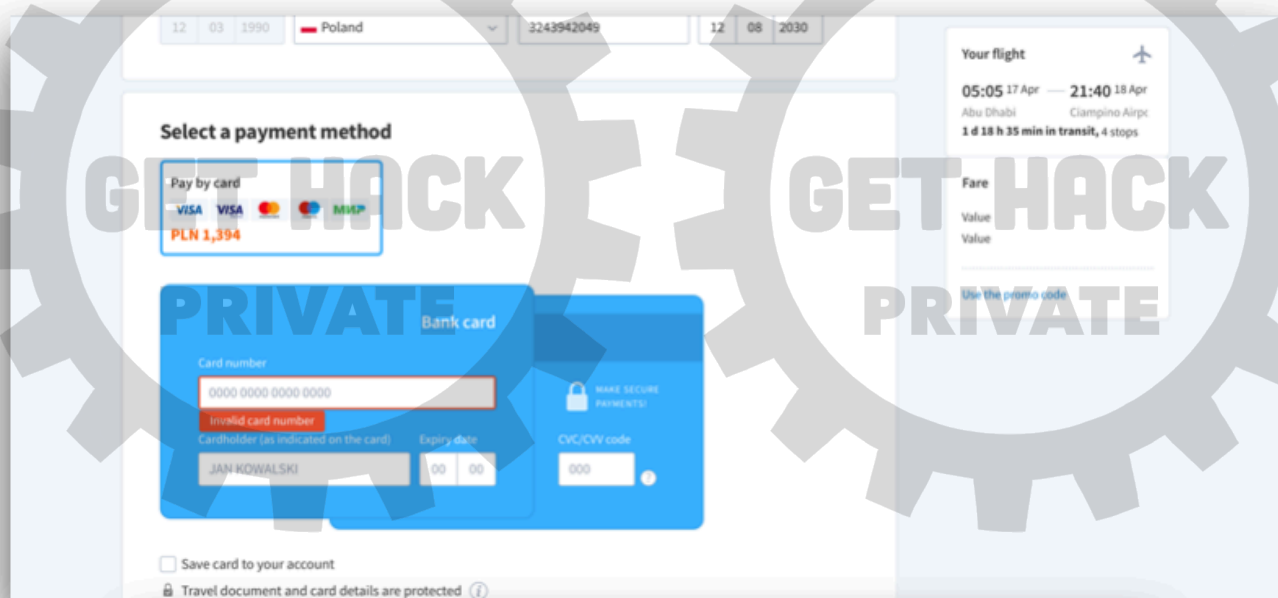 12 03 1990 Poland 3243942049 12 08 2030
Select a payment method
Pay by card
VISA VISA МИР
PLN 1,394
Bank card
Card number
0000 0000 0000 0000
Invalid card number
Cardholder (as indicated on the card) Expiry date
JAN KOWALSKI 00 00
MAKE SECURE
PAYMENTS!
CVC/CVV code
000 ?
Save card to your account
Travel document and card details are protected i
Your flight
05:05 17 Apr — 21:40 18 Apr
Abu Dhabi Ciampino Airpo
1 d 18 h 35 min in transit, 4 stops
Fare
Value
Value
Use the promo code
GET HACK
PRIVATE
GET HACK
PRIVATE